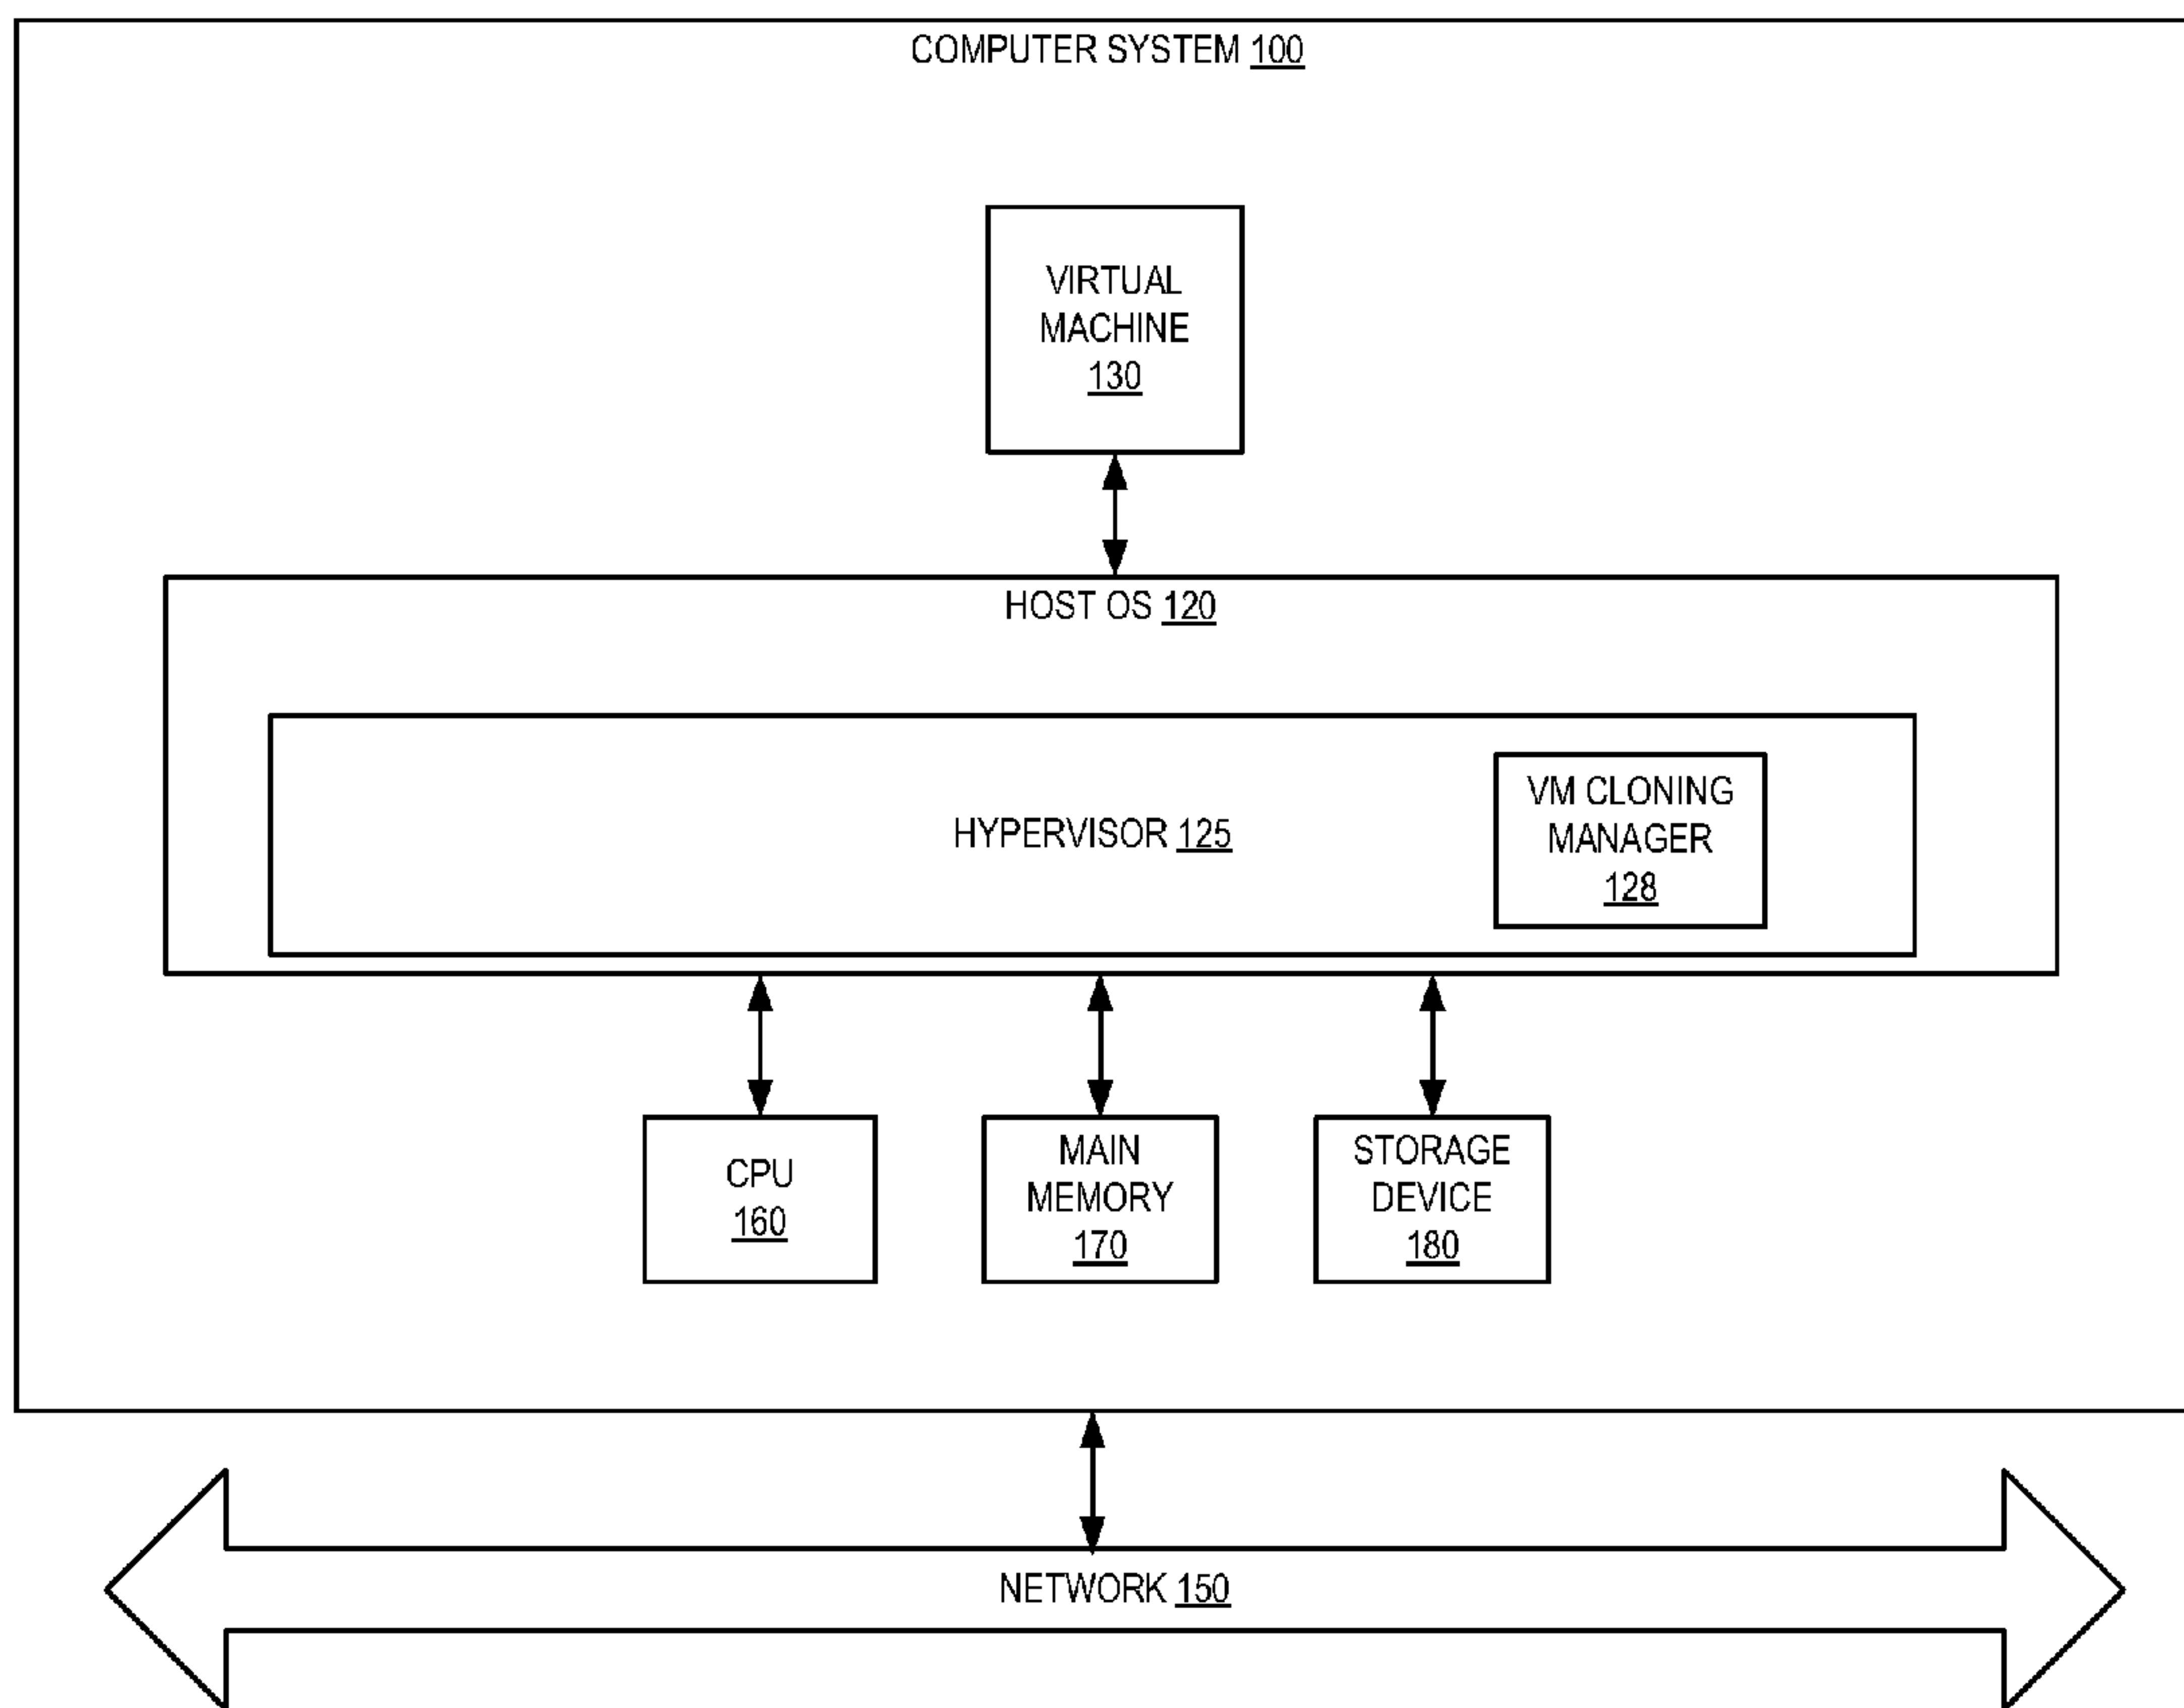 COMPUTER SYSTEM 100
VIRTUAL
MACHINE
130
HOST OS 120
HYPERVISOR 125
VM CLONING
MANAGER
128
CPU
160
MAIN
MEMORY
170
STORAGE
DEVICE
180
NETWORK 150